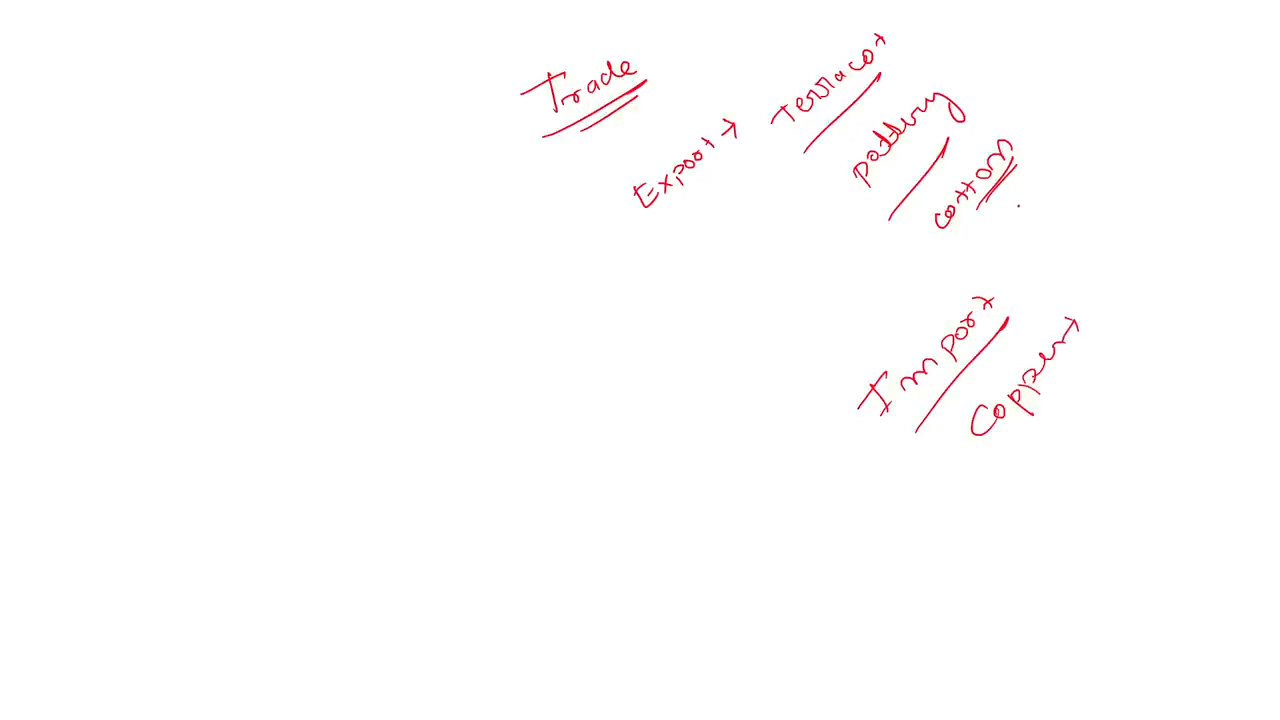 Trade
Export → Terracot
pottery
cotton
Import
Copper →